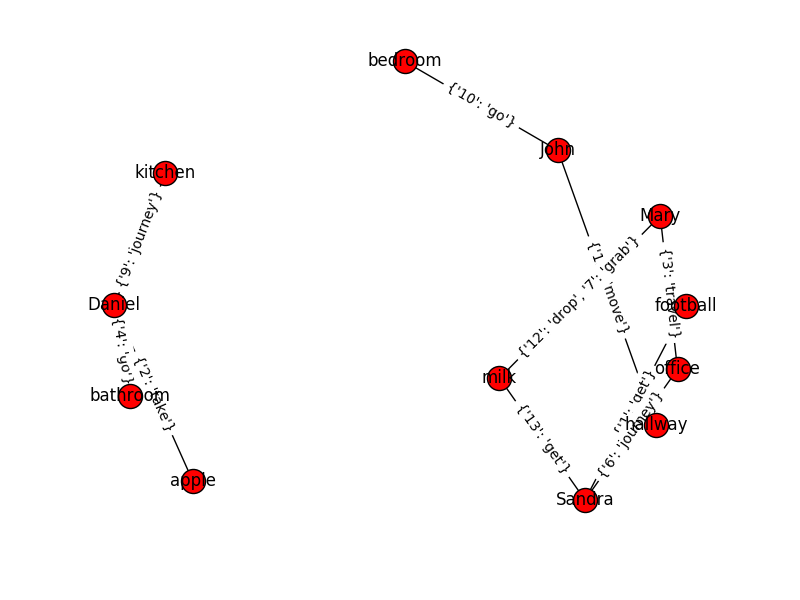 bedroom
{'10': 'go'}
John
kitchen
Mary
{'9': 'journey'}
{'12': 'drop', '7': 'grab'}
{'3': 'travel'}
Daniel
football
{'4': 'go'}
{'2': 'take'}
milk
office
bathroom
{'1': 'get'}
{'13': 'get'}
{'6': 'journey'}
hallway
apple
Sandra
'move'}